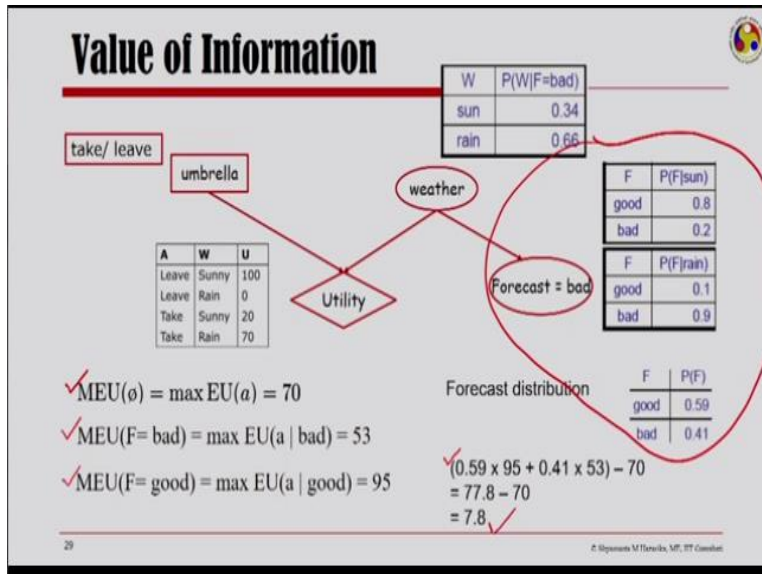 Value of Information
W P(W|F=bad)
sun 0.34
rain 0.66
take/ leave
umbrella
weather
F P(F|sun)
good 0.8
bad 0.2
F P(F|rain)
good 0.1
bad 0.9
A W U
Leave Sunny 100
Leave Rain 0
Take Sunny 20
Take Rain 70
Utility
Forecast = bad
MEU(ø) = max EU(a) = 70
MEU(F= bad) = max EU(a | bad) = 53
MEU(F= good) = max EU(a | good) = 95
Forecast distribution
F P(F)
good 0.59
bad 0.41
(0.59 x 95 + 0.41 x 53) – 70
= 77.8 – 70
= 7.8
29